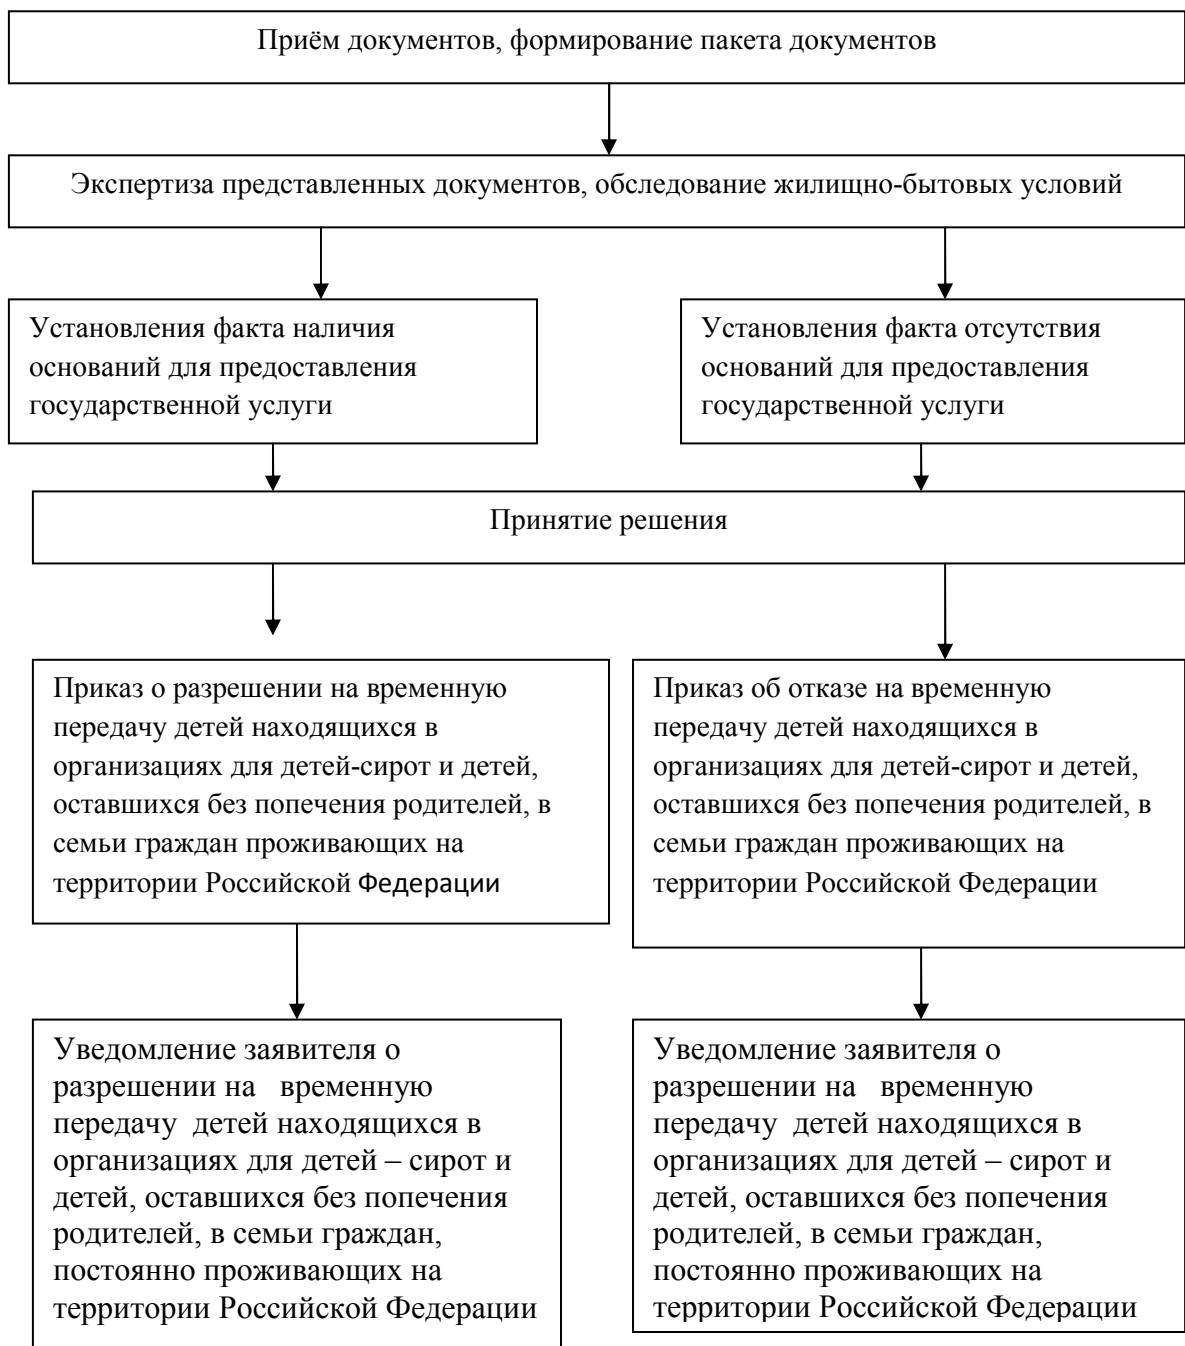 Приём документов, формирование пакета документов
Экспертиза представленных документов, обследование жилищно-бытовых условий
Установления факта наличия
оснований для предоставления
государственной услуги
Установления факта отсутствия
оснований для предоставления
государственной услуги
Принятие решения
Приказ о разрешении на временную
передачу детей находящихся в
организациях для детей-сирот и детей,
оставшихся без попечения родителей, в
семьи граждан проживающих на
территории Российской Федерации
Приказ об отказе на временную
передачу детей находящихся в
организациях для детей-сирот и детей,
оставшихся без попечения родителей, в
семьи граждан проживающих на
территории Российской Федерации
Уведомление заявителя о
разрешении на   временную
передачу  детей находящихся в
организациях для детей – сирот и
детей, оставшихся без попечения
родителей, в семьи граждан,
постоянно проживающих на
территории Российской Федерации
Уведомление заявителя о
разрешении на   временную
передачу  детей находящихся в
организациях для детей – сирот и
детей, оставшихся без попечения
родителей, в семьи граждан,
постоянно проживающих на
территории Российской Федерации